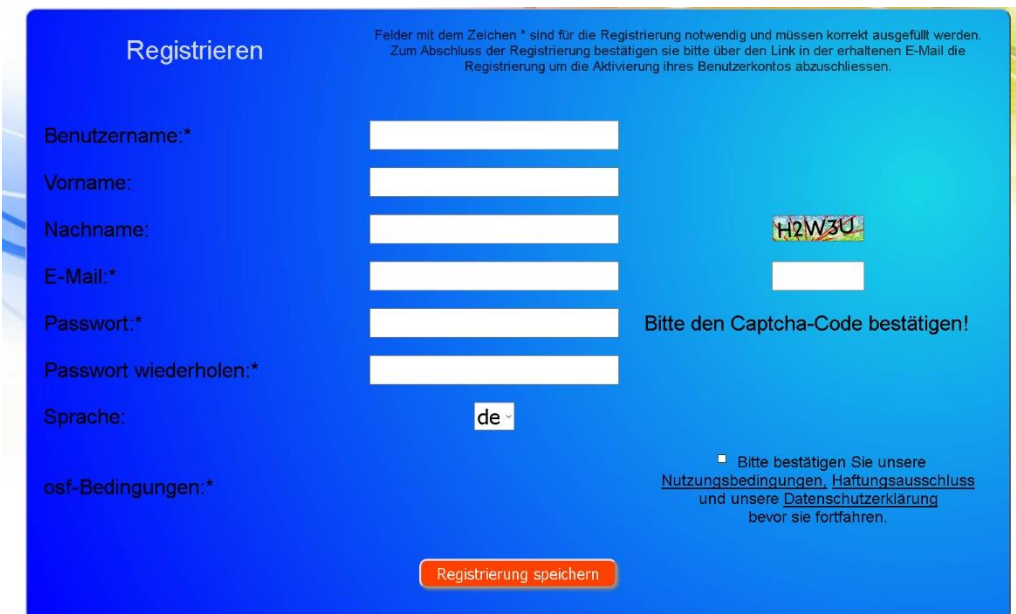 Registrieren
Felder mit dem Zeichen * sind für die Registrierung notwendig und müssen korrekt ausgefüllt werden.
Zum Abschluss der Registrierung bestätigen sie bitte über den Link in der erhaltenen E-Mail die
Registrierung um die Aktivierung ihres Benutzerkontos abzuschliessen.
Benutzername:*
Vorname:
Nachname:
H2W3U
E-Mail:*
Passwort:*
Bitte den Captcha-Code bestätigen!
Passwort wiederholen:*
Sprache:
de
osf-Bedingungen:*
Bitte bestätigen Sie unsere
Nutzungsbedingungen, Haftungsausschluss
und unsere Datenschutzerklärung
bevor sie fortfahren.
Registrierung speichern